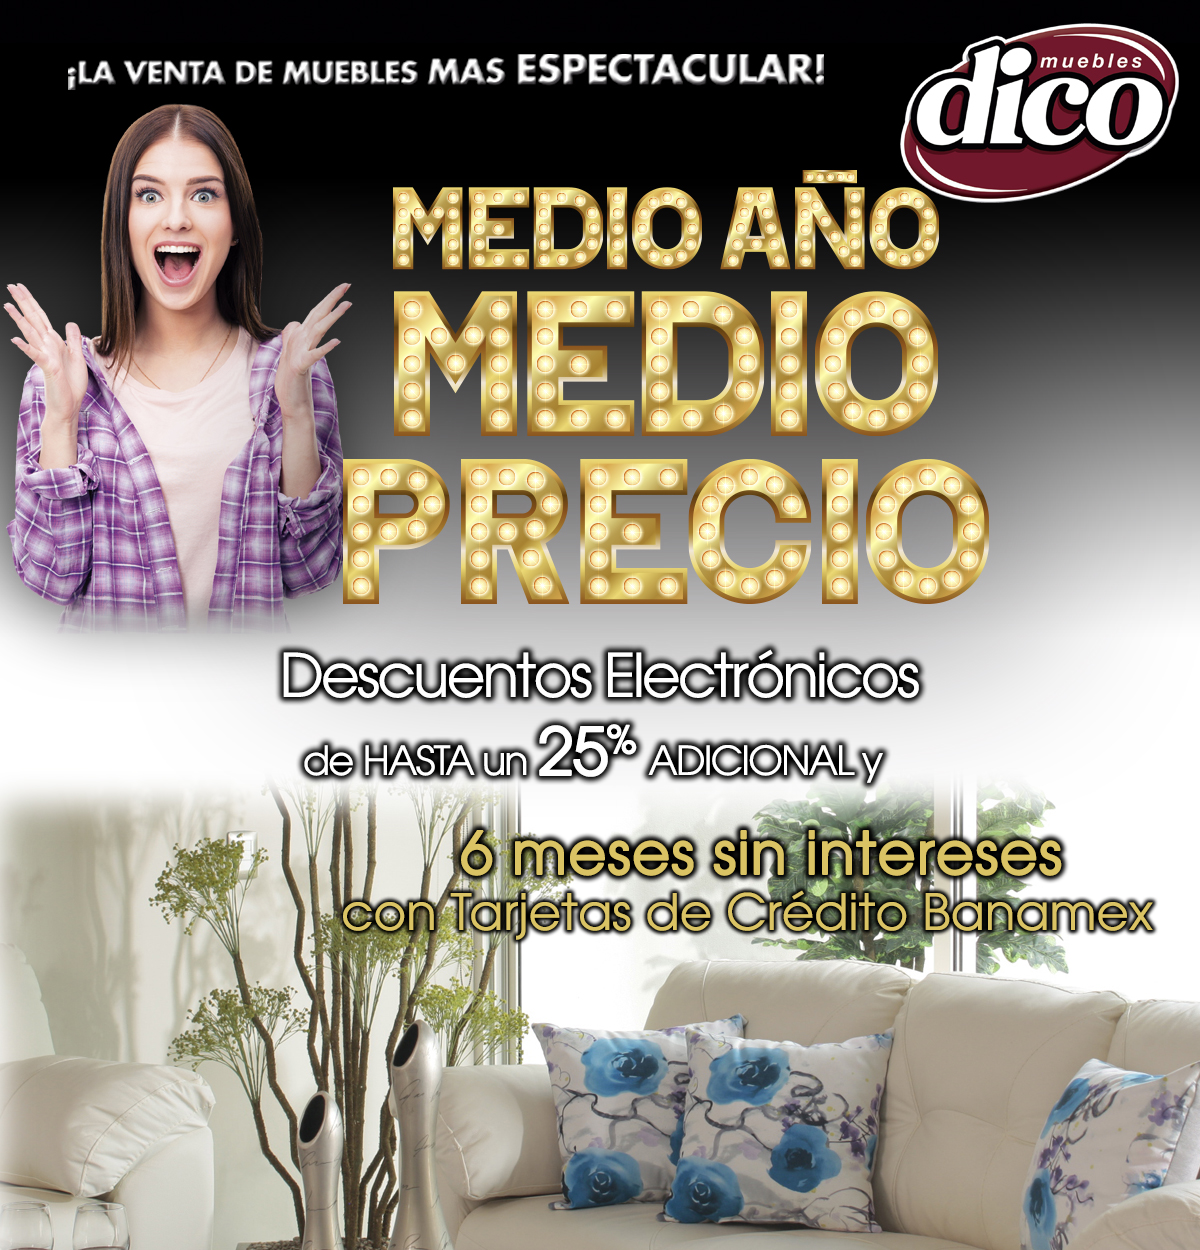 ¡LA VENTA DE MUEBLES MAS ESPECTACULAR!
muebles
dico
MEDIO AÑO
MEDIO
PRECIO
Descuentos Electrónicos
de HASTA un 25% ADICIONAL y
6 meses sin intereses
con Tarjetas de Crédito Banamex